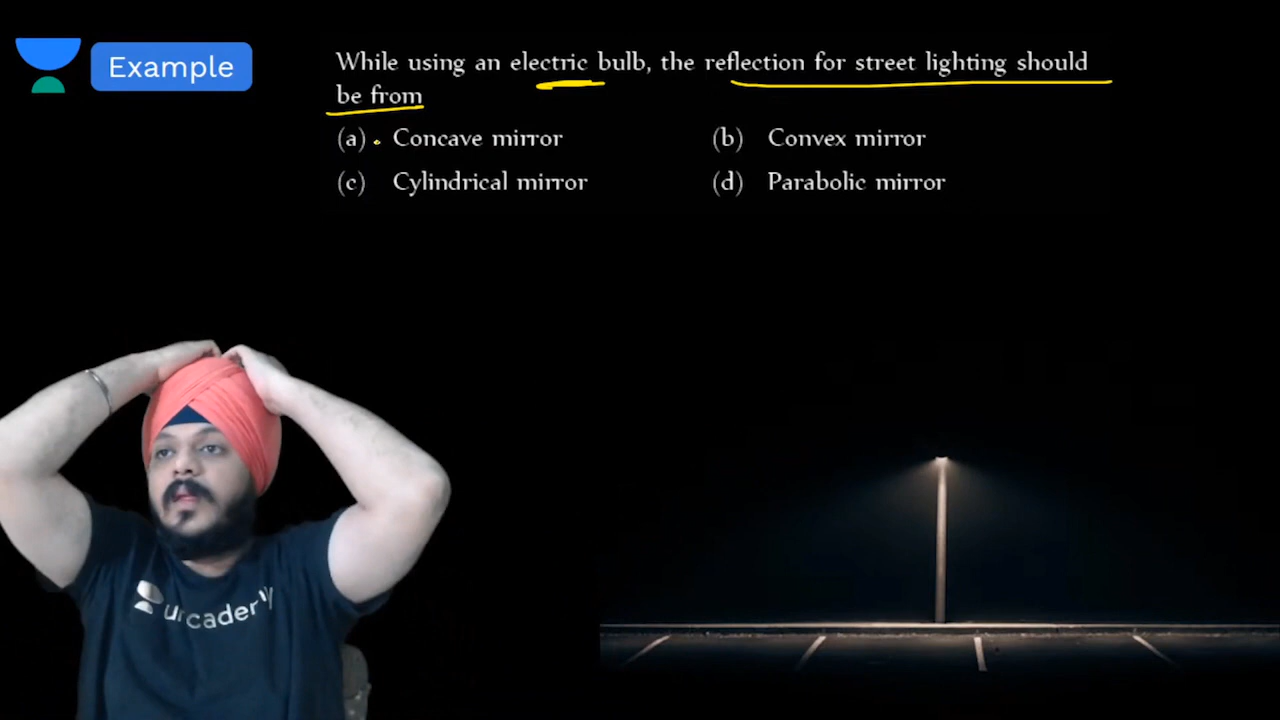 Example
While using an electric bulb, the reflection for street lighting should
be from
(a) Concave mirror
(b) Convex mirror
(c) Cylindrical mirror
(d) Parabolic mirror